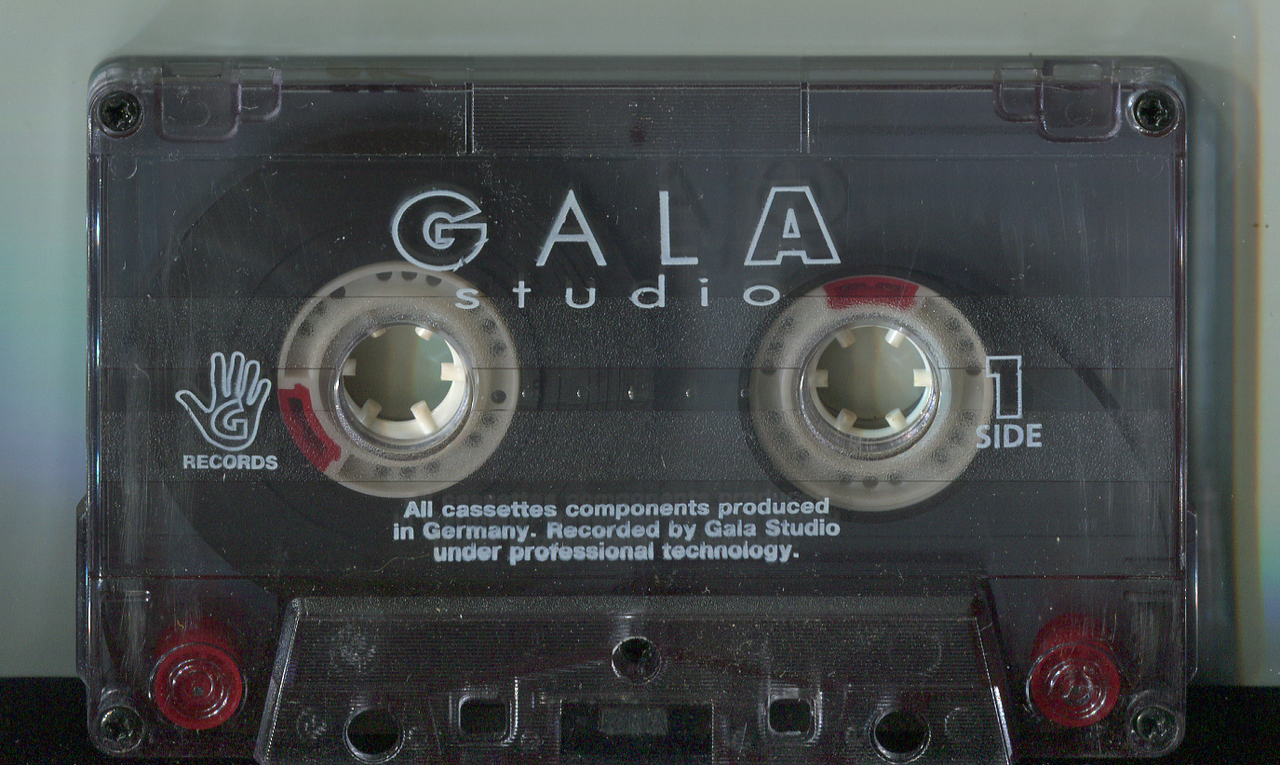 GALA
studio
G
RECORDS
1
SIDE
All cassettes components produced
in Germany. Recorded by Gala Studio
under professional technology.